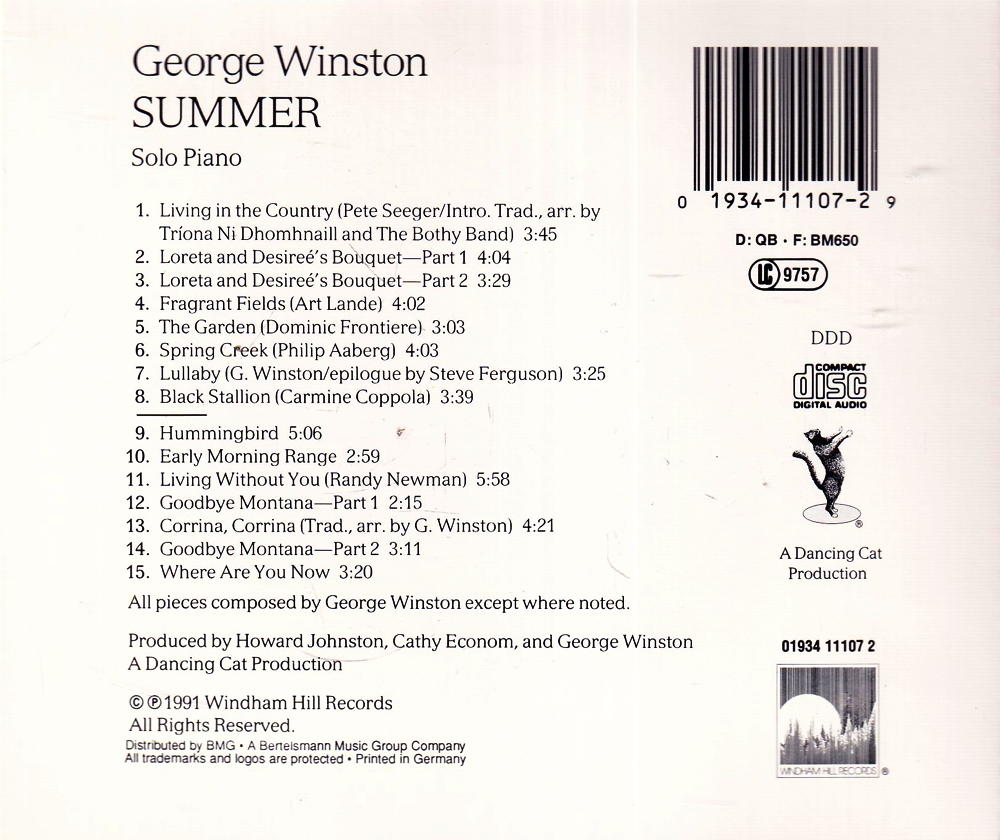 George Winston
SUMMER
Solo Piano
1. Living in the Country (Pete Seeger/Intro. Trad., arr. by
Tríona Ni Dhomhnaill and The Bothy Band) 3:45
2. Loreta and Desireé's Bouquet—Part 1 4:04
3. Loreta and Desireé's Bouquet—Part 2 3:29
4. Fragrant Fields (Art Lande) 4:02
5. The Garden (Dominic Frontiere) 3:03
6. Spring Creek (Philip Aaberg) 4:03
7. Lullaby (G. Winston/epilogue by Steve Ferguson) 3:25
8. Black Stallion (Carmine Coppola) 3:39
9. Hummingbird 5:06
10. Early Morning Range 2:59
11. Living Without You (Randy Newman) 5:58
12. Goodbye Montana—Part 1 2:15
13. Corrina, Corrina (Trad., arr. by G. Winston) 4:21
14. Goodbye Montana—Part 2 3:11
15. Where Are You Now 3:20
All pieces composed by George Winston except where noted.
Produced by Howard Johnston, Cathy Econom, and George Winston
A Dancing Cat Production
© ℗ 1991 Windham Hill Records
All Rights Reserved.
Distributed by BMG • A Bertelsmann Music Group Company
All trademarks and logos are protected • Printed in Germany
0 1934-11107-2 9
D: QB · F: BM650
LC 9757
DDD
COMPACT
disc
DIGITAL AUDIO
®
A Dancing Cat
Production
01934 11107 2
WINDHAM HILL RECORDS ®